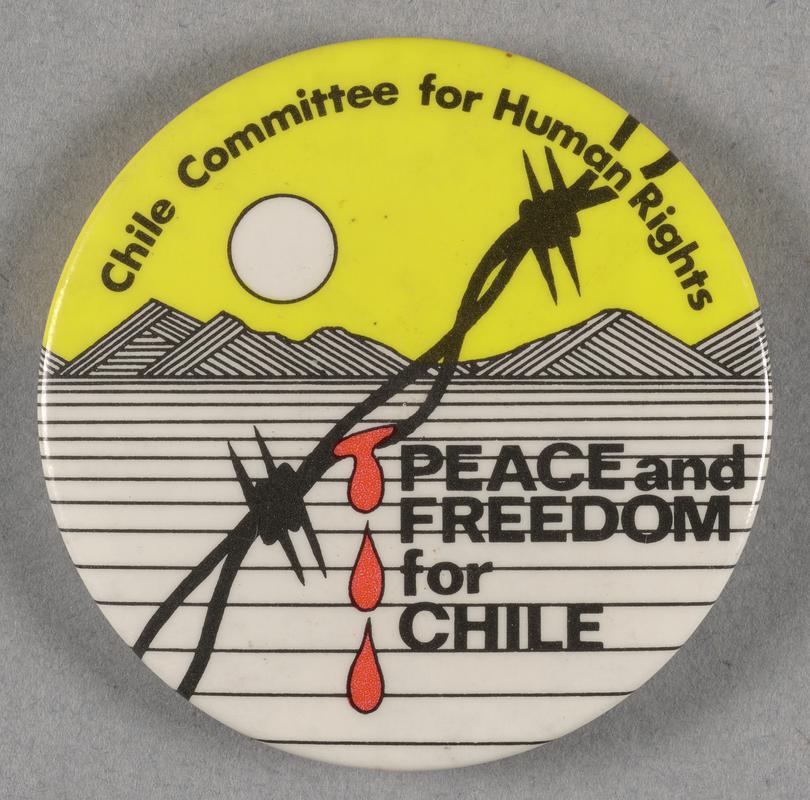 Chile Committee for Human Rights
PEACE and
FREEDOM
for
CHILE